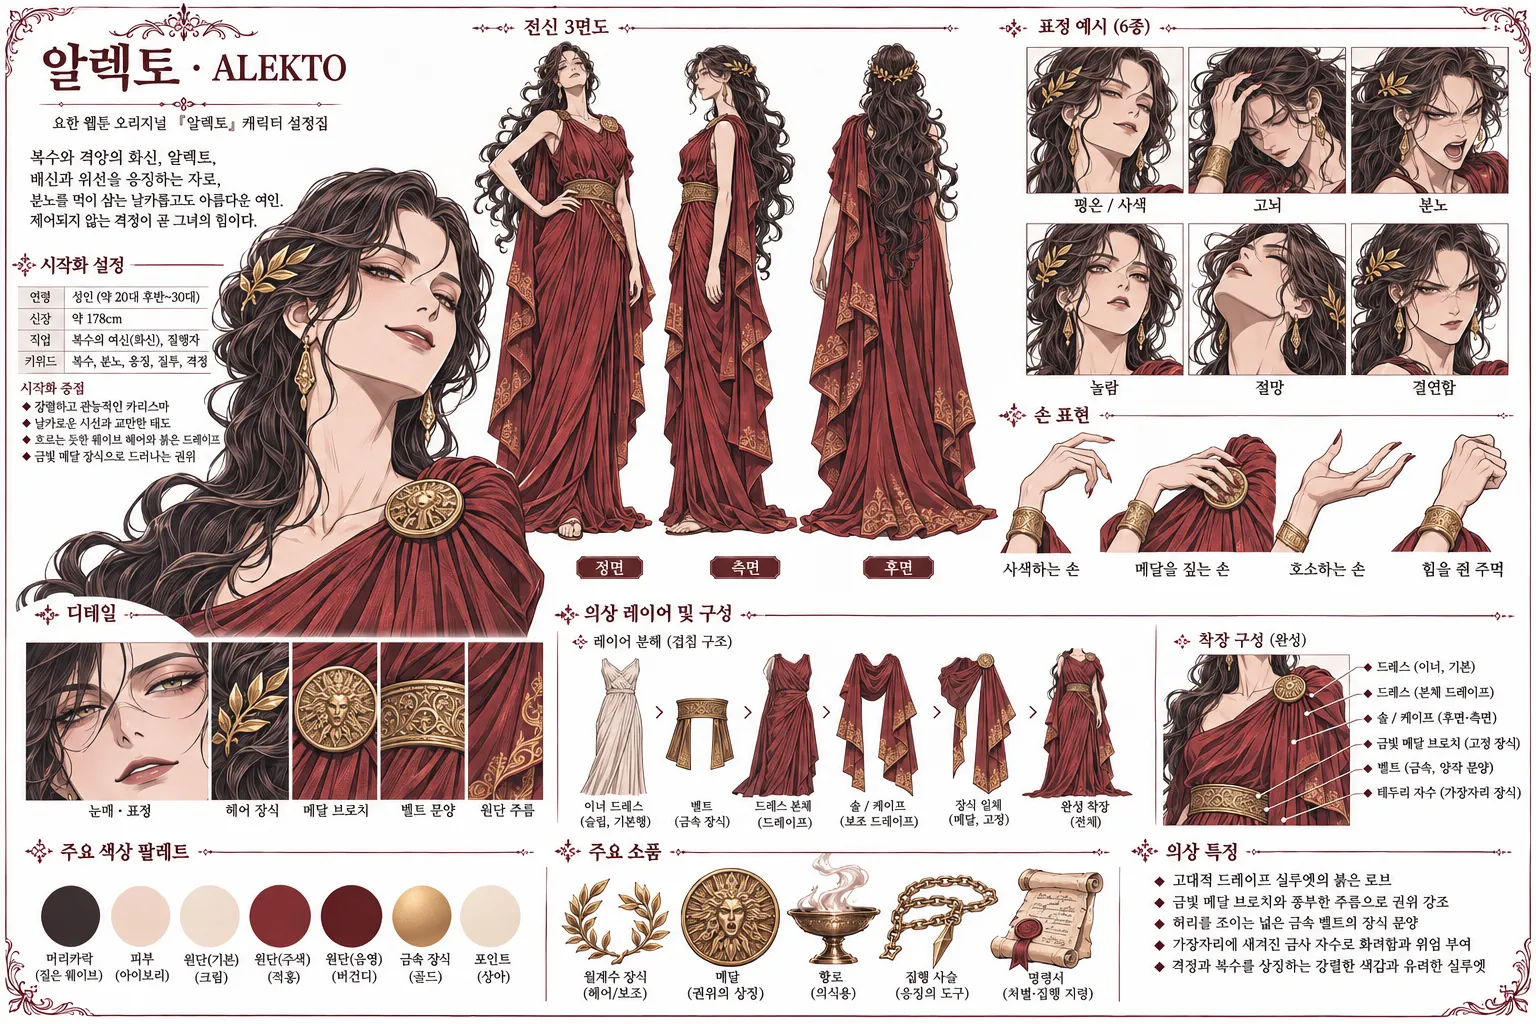 알렉토 · ALEKTO
요한 웹툰 오리지널 『알렉토』 캐릭터 설정집
복수와 격앙의 화신, 알렉트,
배신과 위선을 응징하는 자로,
분노를 먹이 삼는 날카롭고도 아름다운 여인.
제어되지 않는 격정이 곧 그녀의 힘이다.
시작화 설정
연령 성인 (약 20대 후반~30대)
신장 약 178cm
직업 복수의 여신(화신), 질행자
키워드 복수, 분노, 응징, 질투, 격정
시작화 중점
◆ 강렬하고 관능적인 카리스마
◆ 날카로운 시선과 교만한 태도
◆ 흐르는 듯한 웨이브 헤어와 붉은 드레이프
◆ 금빛 메달 장식으로 드러나는 권위
전신 3면도
정면
측면
후면
표정 예시 (6종)
평온 / 사색
고뇌
분노
놀람
절망
결연함
손 표현
사색하는 손
메달을 짚는 손
호소하는 손
힘을 쥔 주먹
디테일
눈매 · 표정
헤어 장식
메달 브로치
벨트 문양
원단 주름
의상 레이어 및 구성
레이어 분해 (겹침 구조)
이너 드레스
(슬립, 기본행)
벨트
(금속 장식)
드레스 본체
(드레이프)
솔 / 케이프
(보조 드레이프)
장식 일체
(메달, 고정)
완성 착장
(전체)
착장 구성 (완성)
드레스 (이너, 기본)
드레스 (본체 드레이프)
솔 / 케이프 (후면·측면)
금빛 메달 브로치 (고정 장식)
벨트 (금속, 양작 문양)
테두리 자수 (가장자리 장식)
주요 색상 팔레트
머리카락
(짙은 웨이브)
피부
(아이보리)
원단(기본)
(크림)
원단(주색)
(적홍)
원단(음영)
(버건디)
금속 장식
(골드)
포인트
(상아)
주요 소품
월계수 장식
(헤어/보조)
메달
(권위의 상징)
향로
(의식용)
집행 사슬
(응징의 도구)
명령서
(처벌·집행 지령)
의상 특정
◆ 고대적 드레이프 실루엣의 붉은 로브
◆ 금빛 메달 브로치와 풍부한 주름으로 권위 강조
◆ 허리를 조이는 넓은 금속 벨트의 장식 문양
◆ 가장자리에 새겨진 금사 자수로 화려함과 위엄 부여
◆ 격정과 복수를 상징하는 강렬한 색감과 유려한 실루엣